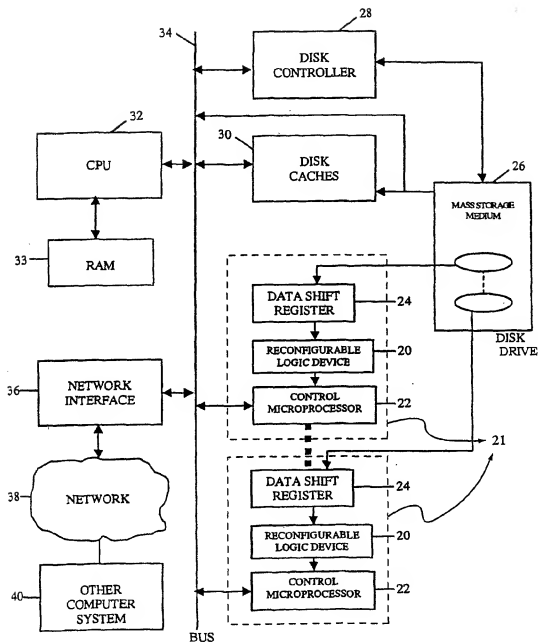 34
28
DISK
CONTROLLER
32
CPU
30
DISK
CACHES
26
MASS STORAGE
MEDIUM
33
RAM
DISK
DRIVE
DATA SHIFT
REGISTER
24
RECONFIGURABLE
LOGIC DEVICE
20
CONTROL
MICROPROCESSOR
22
36
NETWORK
INTERFACE
21
38
NETWORK
DATA SHIFT
REGISTER
24
RECONFIGURABLE
LOGIC DEVICE
20
CONTROL
MICROPROCESSOR
22
40
OTHER
COMPUTER
SYSTEM
BUS